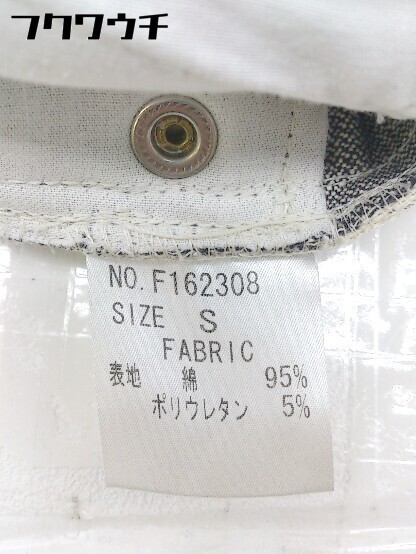 フクワウチ
NO.F162308
SIZE S
FABRIC
表地 綿 95%
ポリウレタン 5%